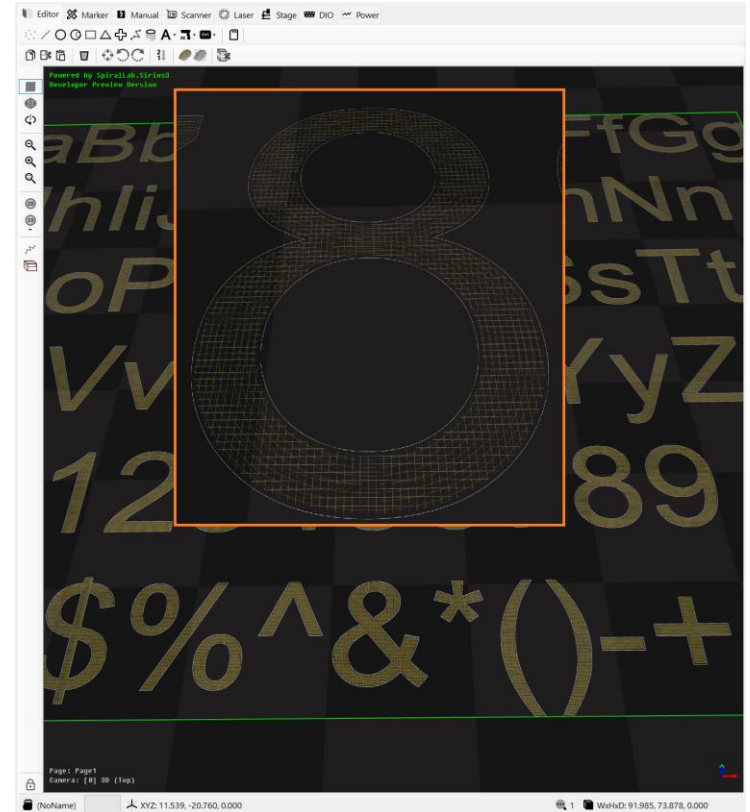 Editor Marker Manual Scanner Laser Stage DIO Power
Powered by SpiralLab.Sirius3
Developer Preview Version
aBb FfGg
hIiJ nNn
oP SsTt
Vv YyZ
12 89
8
$%^&*()-+
Page: Page1
Camera: [0] 3D (Top)
(NoName) XYZ: 11.539, -20.760, 0.000 1 WxHxD: 91.985, 73.878, 0.000